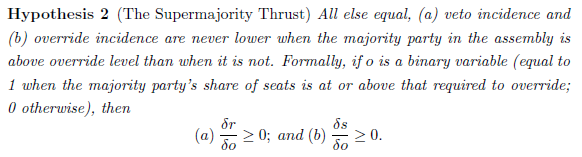 Hypothesis 2 (The Supermajority Thrust) All else equal, (a) veto incidence and
(b) override incidence are never lower when the majority party in the assembly is
above override level than when it is not. Formally, if o is a binary variable (equal to
1 when the majority party's share of seats is at or above that required to override;
0 otherwise), then
(a) δr/δo ≥ 0; and (b) δs/δo ≥ 0.